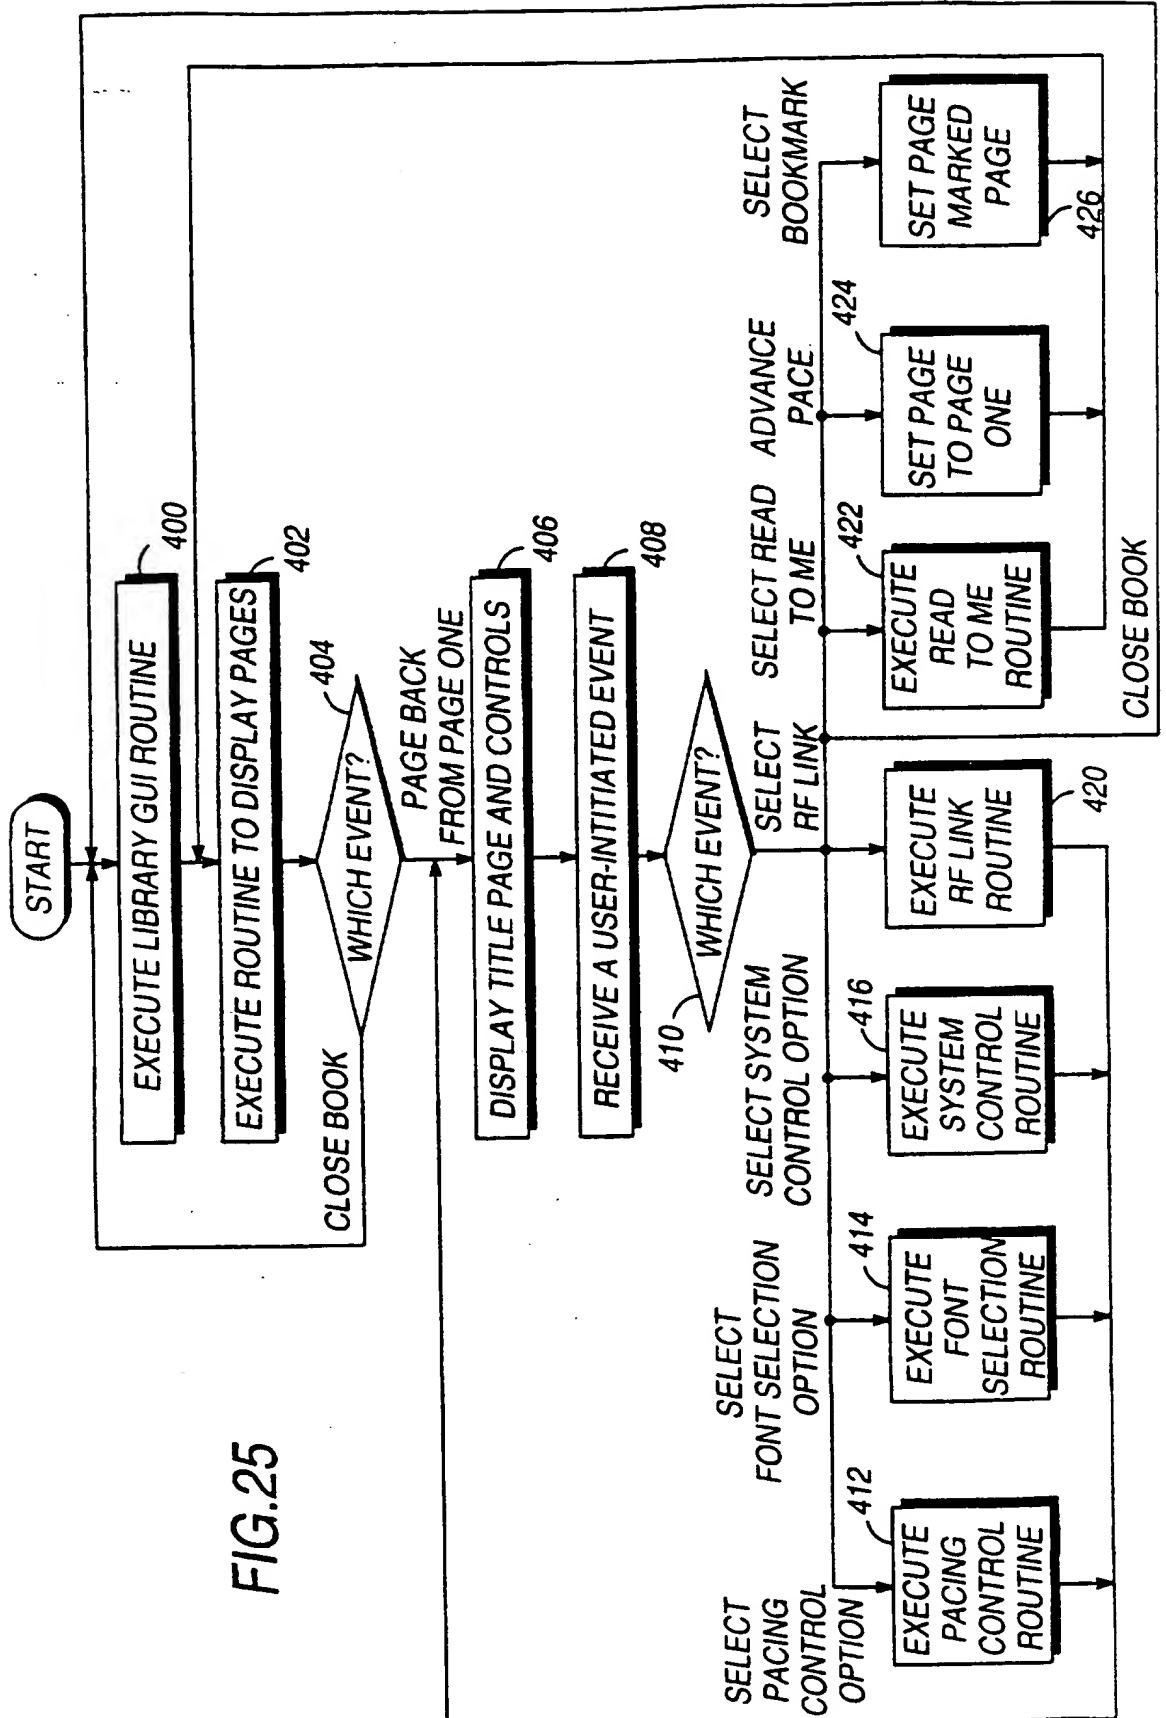 FIG.25
START
EXECUTE LIBRARY GUI ROUTINE
400
EXECUTE ROUTINE TO DISPLAY PAGES
402
WHICH EVENT?
404
CLOSE BOOK
PAGE BACK
FROM PAGE ONE
DISPLAY TITLE PAGE AND CONTROLS
406
RECEIVE A USER-INTITIATED EVENT
408
WHICH EVENT?
410
SELECT
PACING
CONTROL
OPTION
SELECT
FONT SELECTION
OPTION
SELECT SYSTEM
CONTROL OPTION
SELECT
RF LINK
SELECT READ
TO ME
ADVANCE
PACE
SELECT
BOOKMARK
EXECUTE
PACING
CONTROL
ROUTINE
412
EXECUTE
FONT
SELECTION
ROUTINE
414
EXECUTE
SYSTEM
CONTROL
ROUTINE
416
EXECUTE
RF LINK
ROUTINE
420
EXECUTE
READ
TO ME
ROUTINE
422
SET PAGE
TO PAGE
ONE
424
SET PAGE
MARKED
PAGE
426
CLOSE BOOK